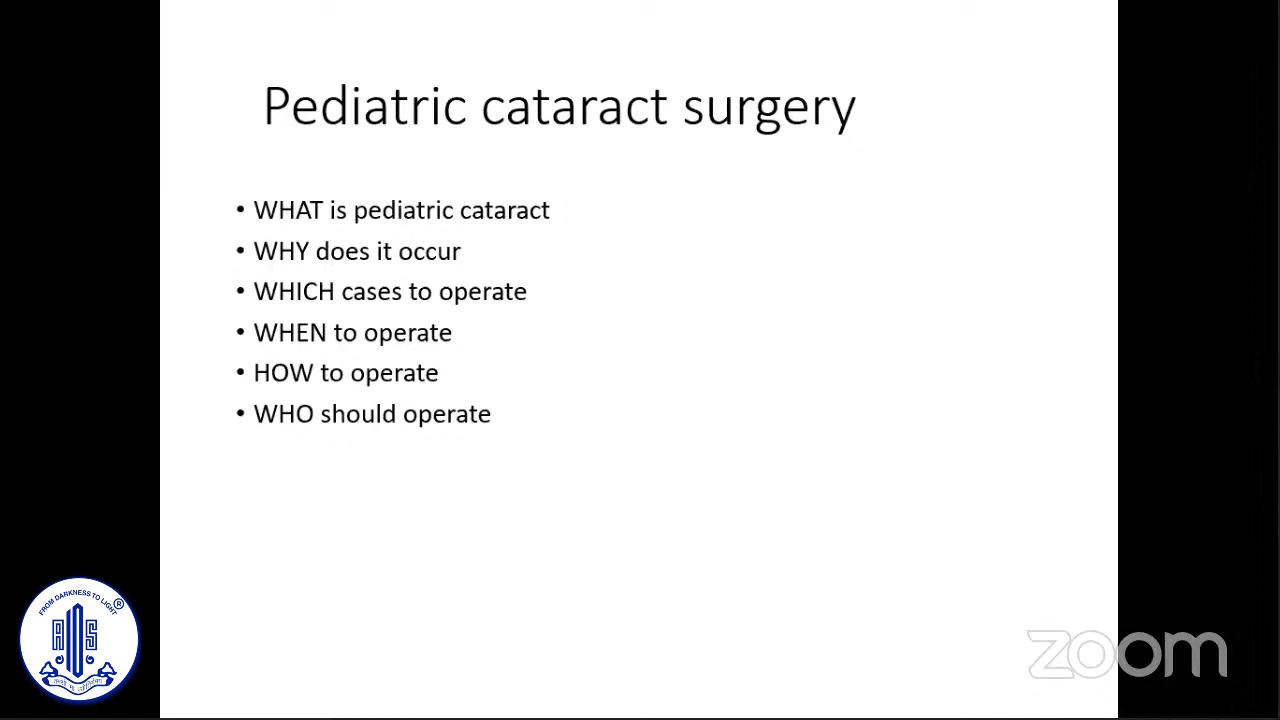 Pediatric cataract surgery
• WHAT is pediatric cataract
• WHY does it occur
• WHICH cases to operate
• WHEN to operate
• HOW to operate
• WHO should operate
FROM DARKNESS TO LIGHT
®
AIOS
zoom